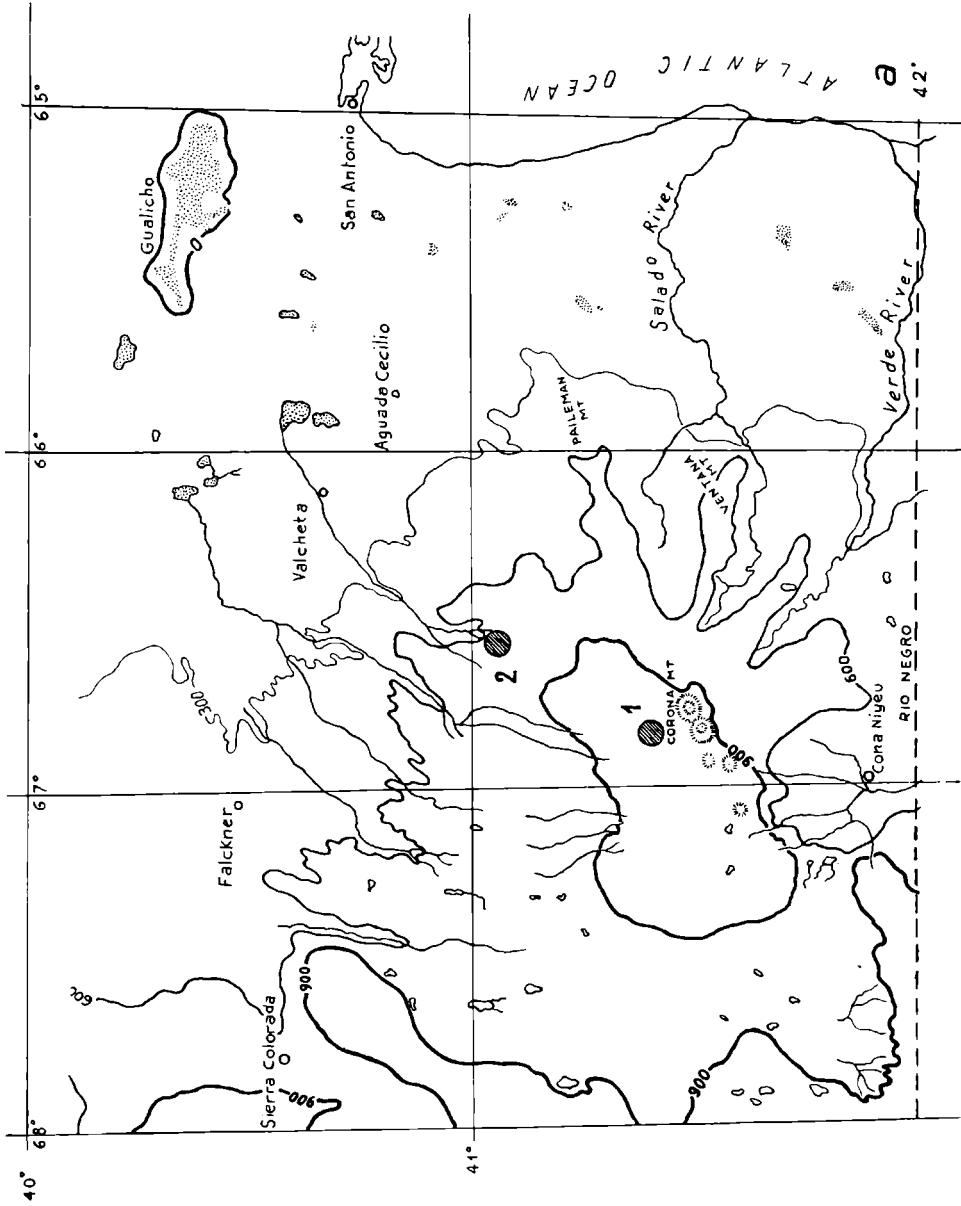 40°
41°
42°
68°
67°
66°
65°
Gualicho
0
San Antonio
Aguada Cecilio
Valcheta
Falckner
Sierra Colorada
300
600
900
900
900
2
1
CORONA MT
900
PAILEMAN
MT
VENTANA
MT
Salado River
Verde River
600
Cona Niyeu
RIO NEGRO
ATLANTIC OCEAN
a